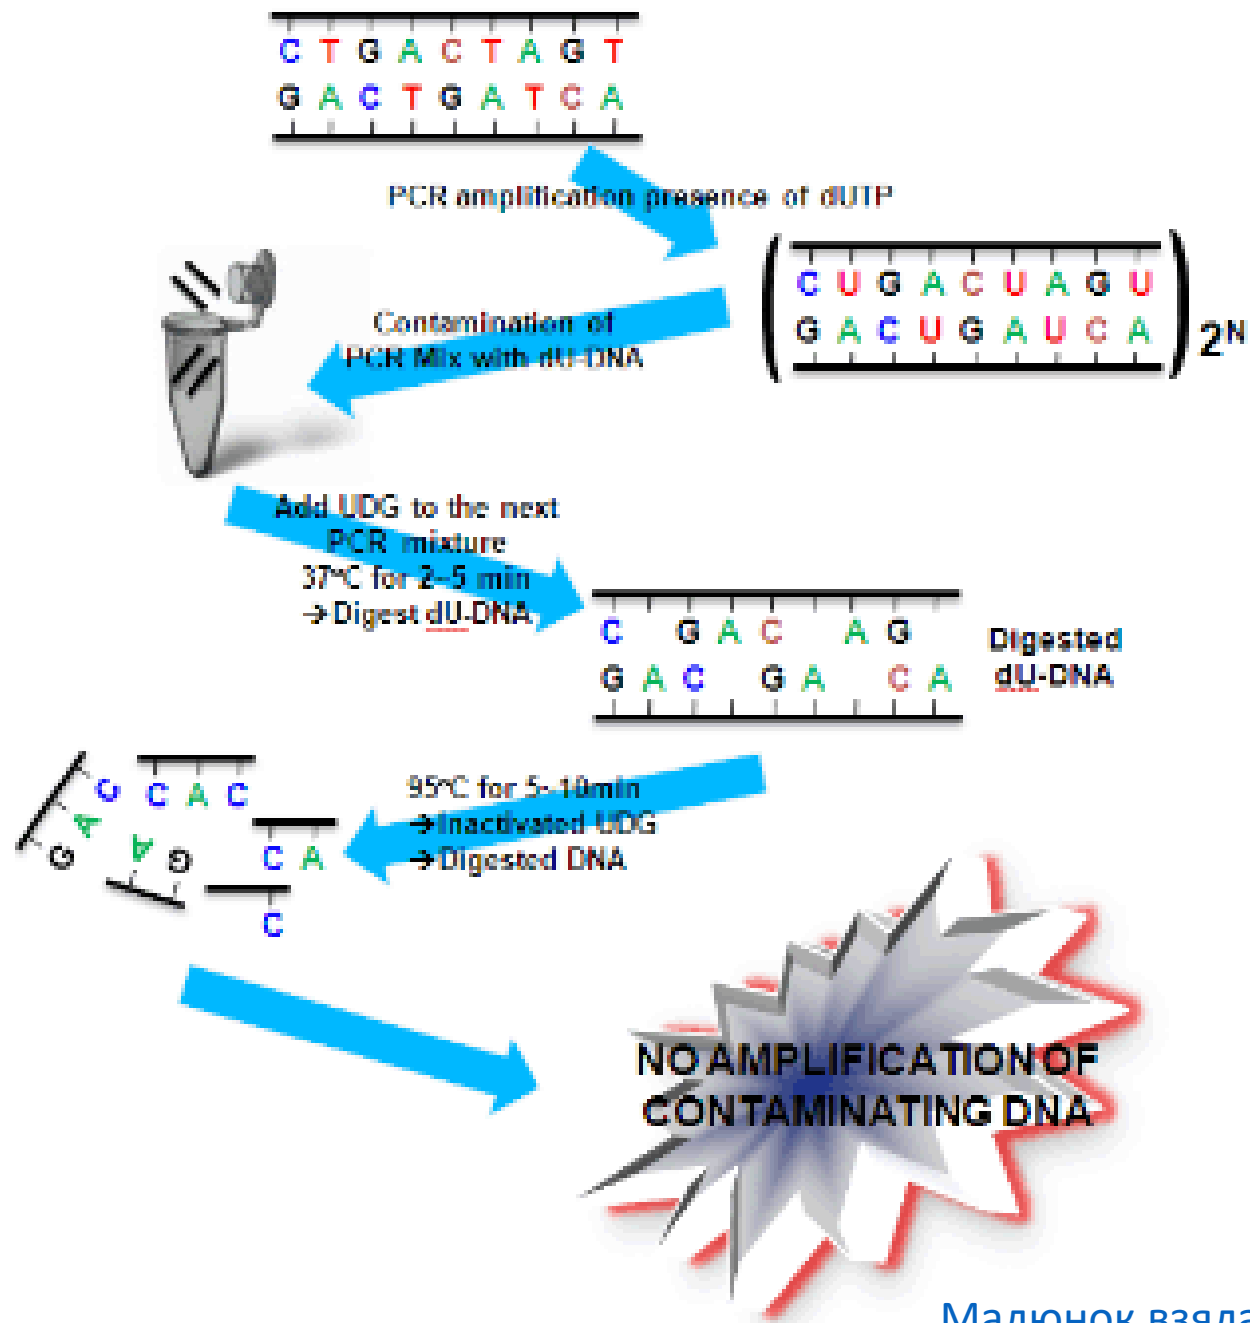 C T G A C T A G T
G A C T G A T C A
PCR amplification presence of dUTP
C U G A C U A G U
G A C U G A U C A
2N
Contamination of
PCR Mix with dU-DNA
Add UDG to the next
PCR mixture
37°C for 2~5 min
→Digest dU-DNA
C G A C A G
G A C G A C A
Digested
dU-DNA
95°C for 5~10min
→Inactivated UDG
→Digested DNA
G A C
C A C
G A
C A
C
NO AMPLIFICATION OF
CONTAMINATING DNA
Малюнок взяла